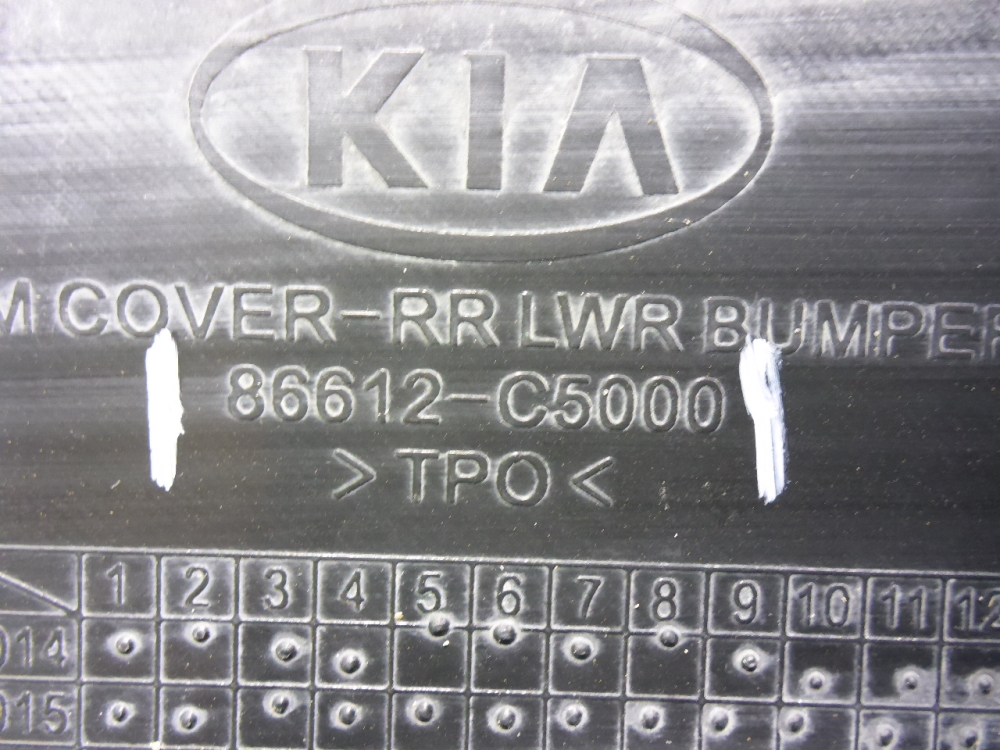 KIA
M COVER-RR LWR BUMPER
86612-C5000
>TPO<
1 2 3 4 5 6 7 8 9 10 11 12
014
015